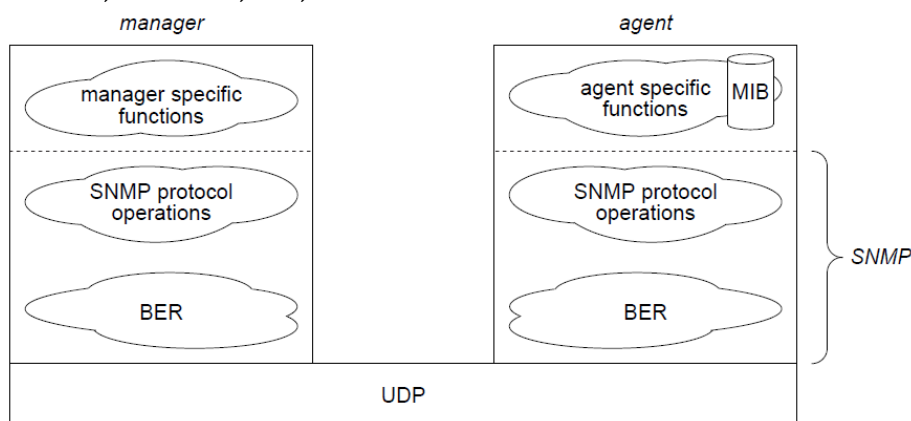 manager
agent
manager specific
functions
agent specific
functions
MIB
SNMP protocol
operations
SNMP protocol
operations
SNMP
BER
BER
UDP